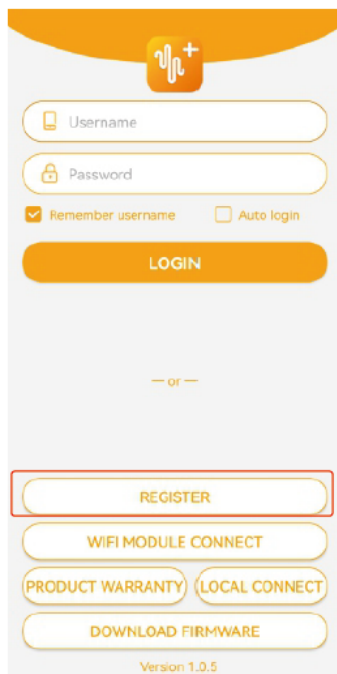 Username
Password
Remember username Auto login
LOGIN
— or —
REGISTER
WIFI MODULE CONNECT
PRODUCT WARRANTY LOCAL CONNECT
DOWNLOAD FIRMWARE
Version 1.0.5